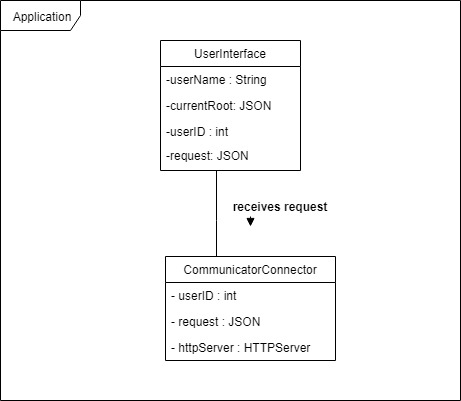 Application
UserInterface
-userName : String
-currentRoot: JSON
-userID : int
-request: JSON
receives request
CommunicatorConnector
- userID : int
- request : JSON
- httpServer : HTTPServer